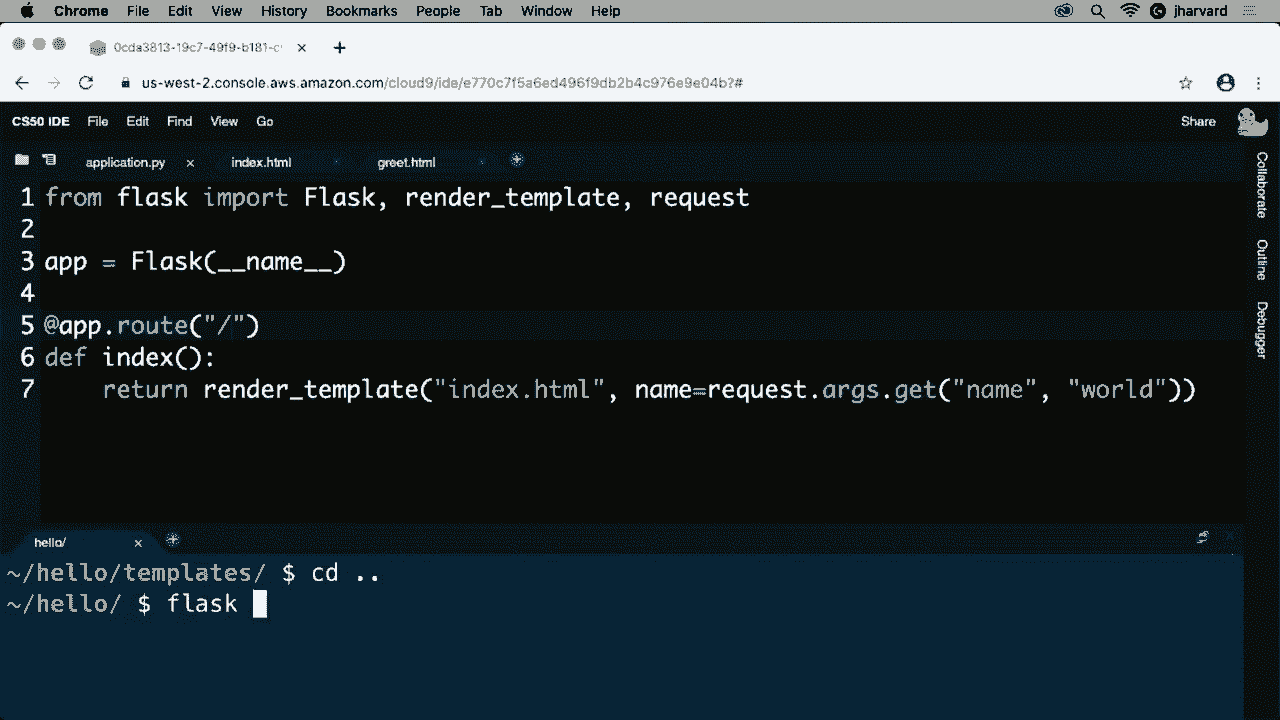 Chrome File Edit View History Bookmarks People Tab Window Help jharvard
0cda3813-19c7-49f9-b181-c
us-west-2.console.aws.amazon.com/cloud9/ide/e770c7f5a6ed496f9db2b4c976e9e04b?#
CS50 IDE File Edit Find View Go Share
application.py index.html greet.html
1 from flask import Flask, render_template, request
2
3 app = Flask(__name__)
4
5 @app.route("/")
6 def index():
7 return render_template("index.html", name=request.args.get("name", "world"))
Collaborate
Outline
Debugger
hello/
~/hello/templates/ $ cd ..
~/hello/ $ flask